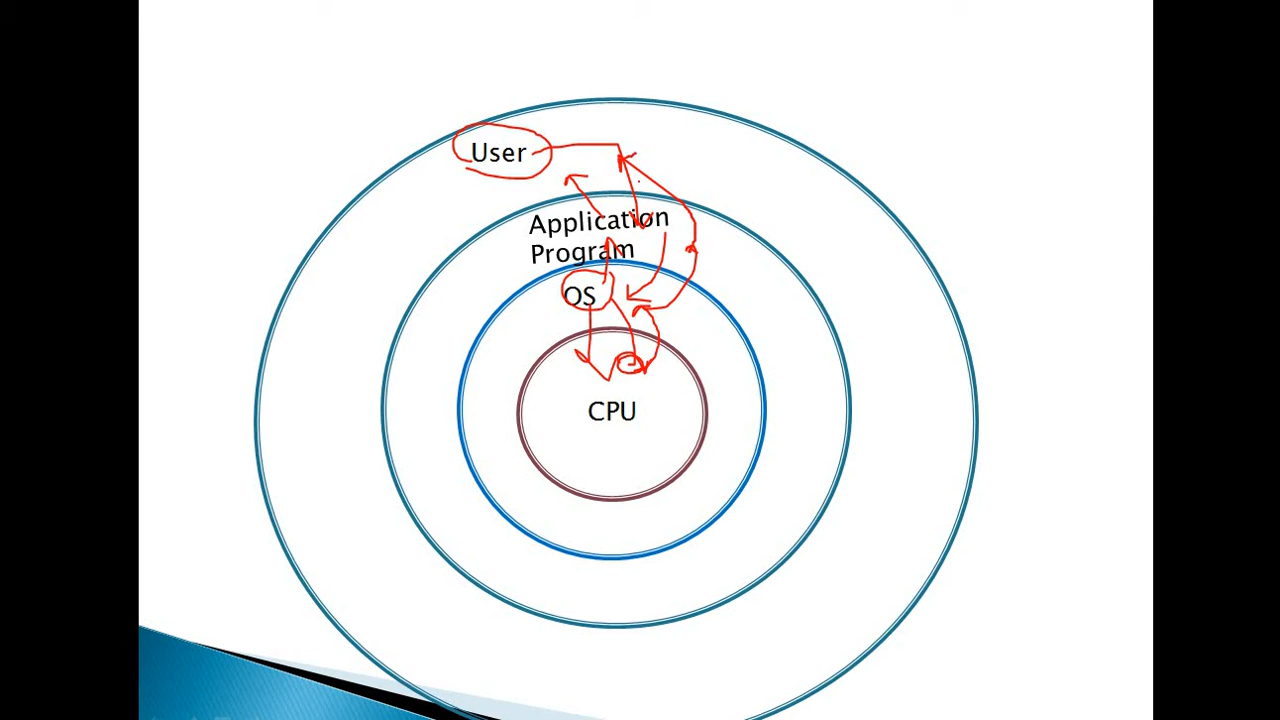 User
Application
Program
OS
CPU